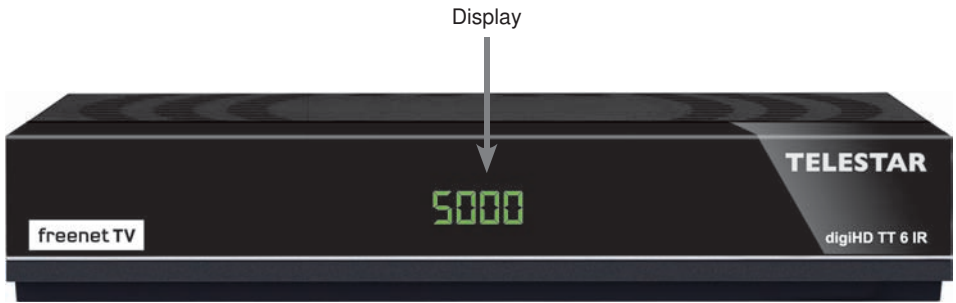 Display
TELESTAR
5000
freenet TV
digiHD TT 6 IR